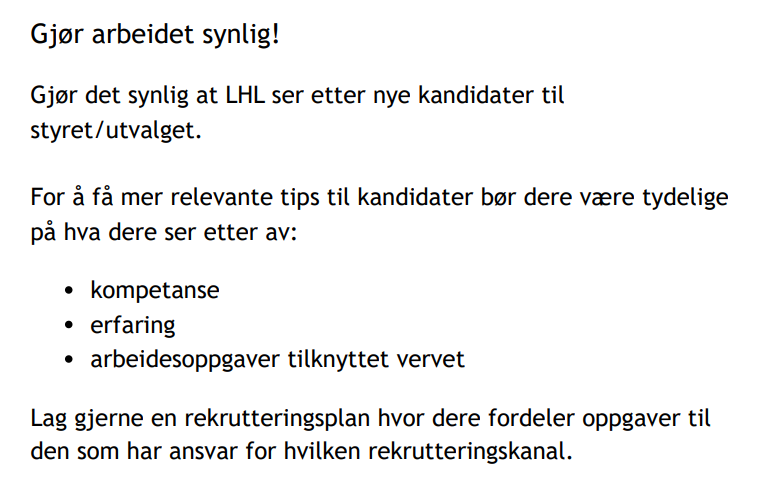 Gjør arbeidet synlig!
Gjør det synlig at LHL ser etter nye kandidater til
styret/utvalget.
For å få mer relevante tips til kandidater bør dere være tydelige
på hva dere ser etter av:
• kompetanse
• erfaring
• arbeidesoppgaver tilknyttet vervet
Lag gjerne en rekrutteringsplan hvor dere fordeler oppgaver til
den som har ansvar for hvilken rekrutteringskanal.